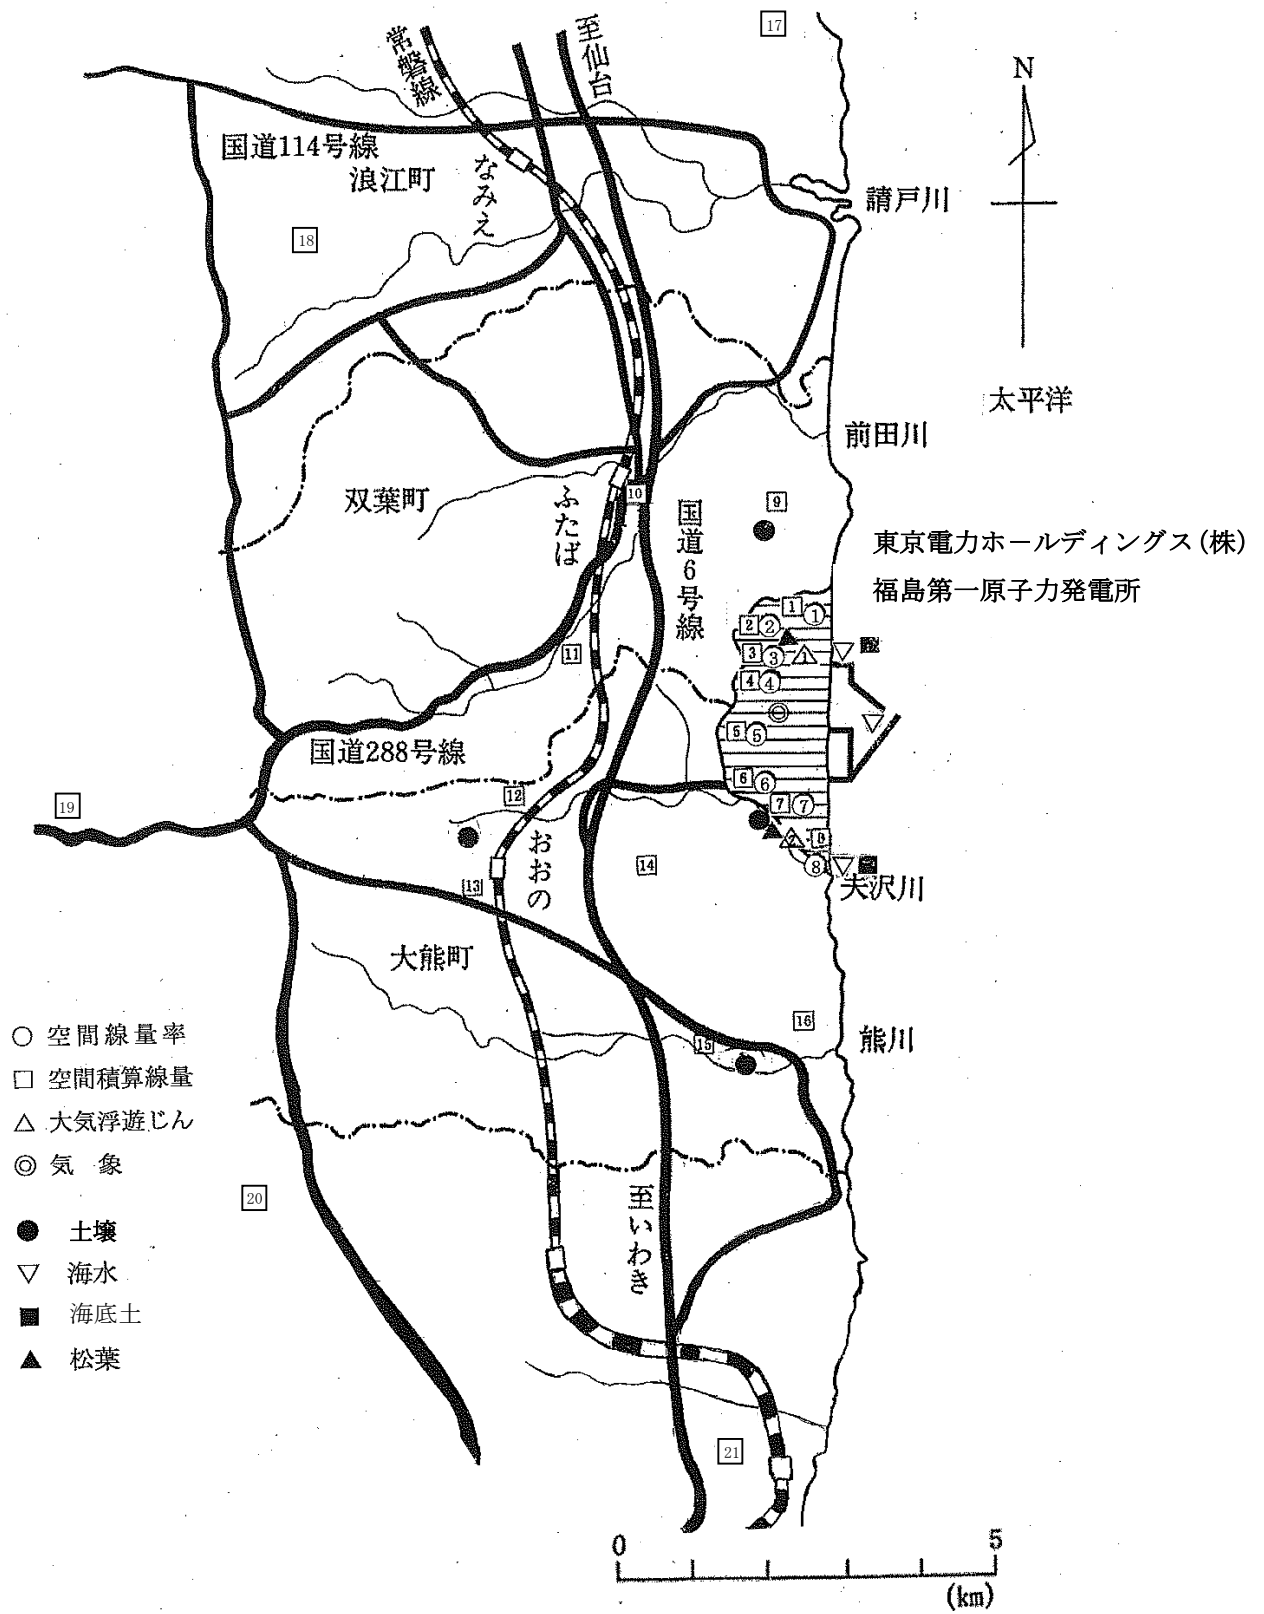 17
常磐線
至仙台
N
国道114号線
浪江町
なみえ
請戸川
18
太平洋
前田川
双葉町
ふたば
10
国道6号線
9
東京電力ホールディングス(株)
福島第一原子力発電所
1 ①
2 ②
3 ③ 1
4 ④
5 ⑤
6 ⑥
7 ⑦
2 8
⑧
11
国道288号線
12
19
おおの
13
14
夫沢川
大熊町
16
15
熊川
○ 空間線量率
□ 空間積算線量
△ 大気浮遊じん
◎ 気 象
● 土壌
▽ 海水
■ 海底土
▲ 松葉
20
至いわき
21
0 5
(km)